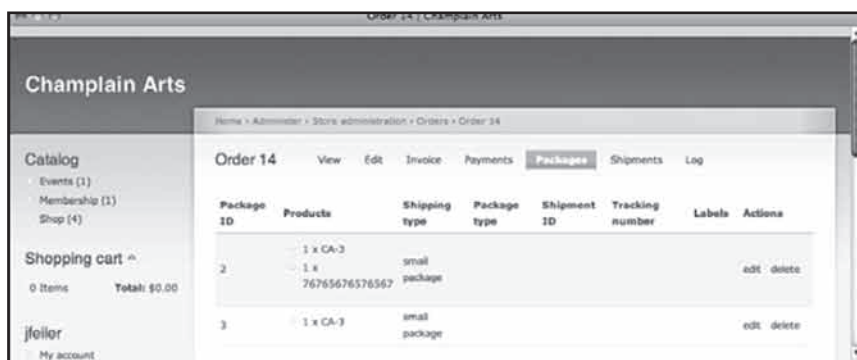 Order 14 | Champlain Arts
Champlain Arts
Home › Administer › Store administration › Orders › Order 14
Catalog
Events (1)
Membership (1)
Shop (4)
Shopping cart ^
0 Items Total: $0.00
jfeiler
My account
Order 14 View Edit Invoice Payments Packages Shipments Log
Package ID Products Shipping type Package type Shipment ID Tracking number Labels Actions
2 1 x CA-3 small package edit delete
1 x
76765676576567
3 1 x CA-3 small package edit delete